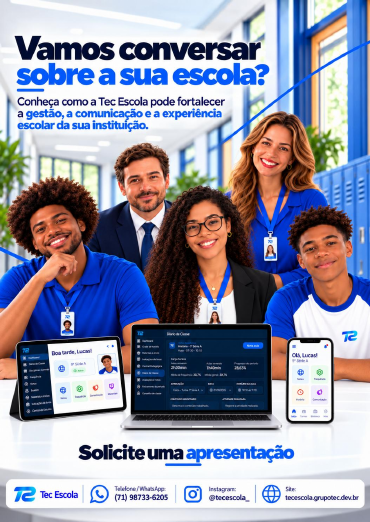 Vamos conversar
sobre a sua escola?
Conheça como a Tec Escola pode fortalecer
a gestão, a comunicação e a experiência
escolar da sua instituição.
Boa tarde, Lucas!
Diário de Classe
Olá, Lucas!
Solicite uma apresentação
Tec Escola
Telefone / WhatsApp:
(71) 98733-6205
Instagram:
@tecescola_
Site:
tecescola.grupotec.dev.br